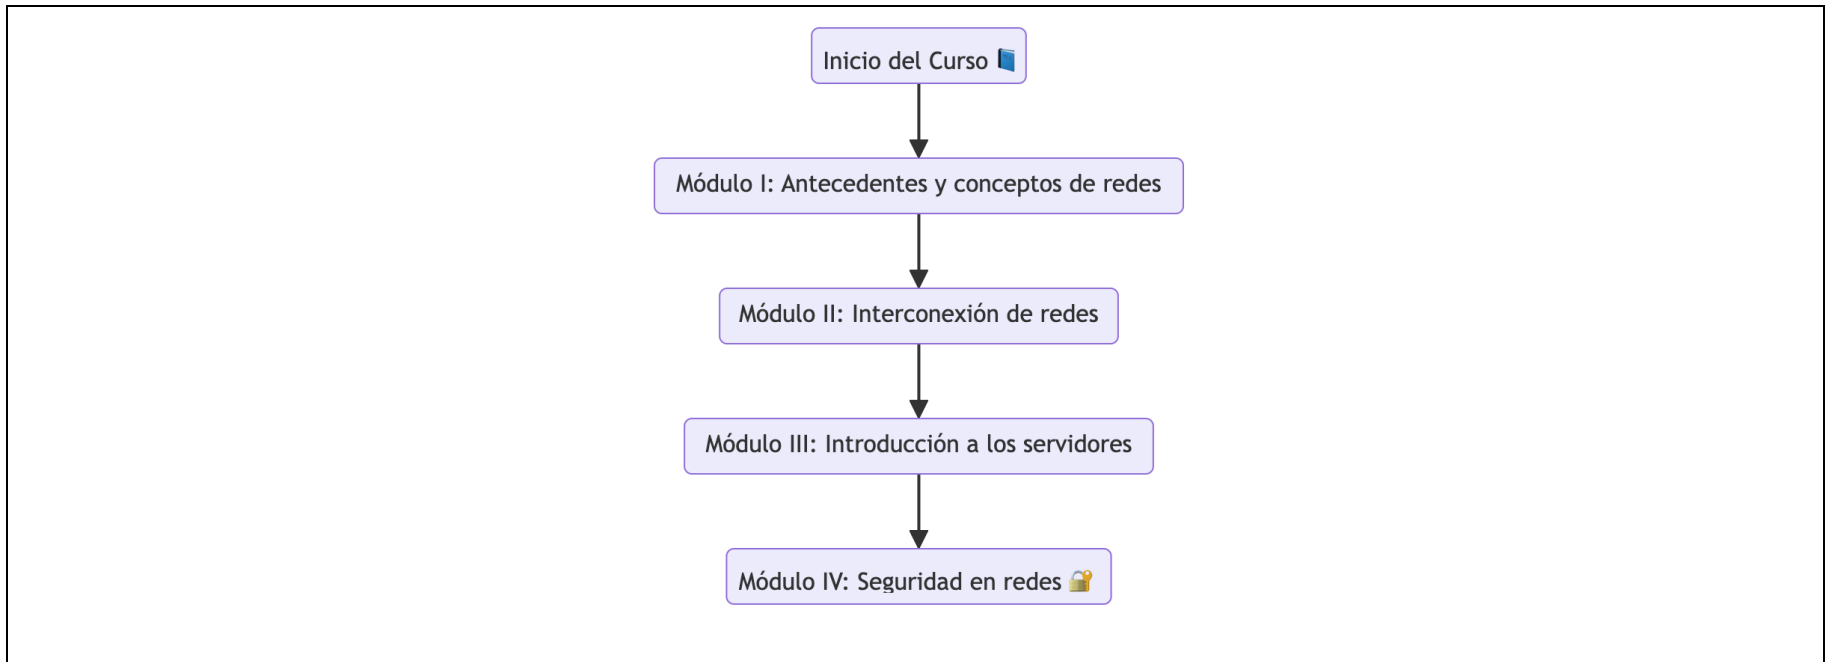 Inicio del Curso 📘
Módulo I: Antecedentes y conceptos de redes
Módulo II: Interconexión de redes
Módulo III: Introducción a los servidores
Módulo IV: Seguridad en redes 🔐